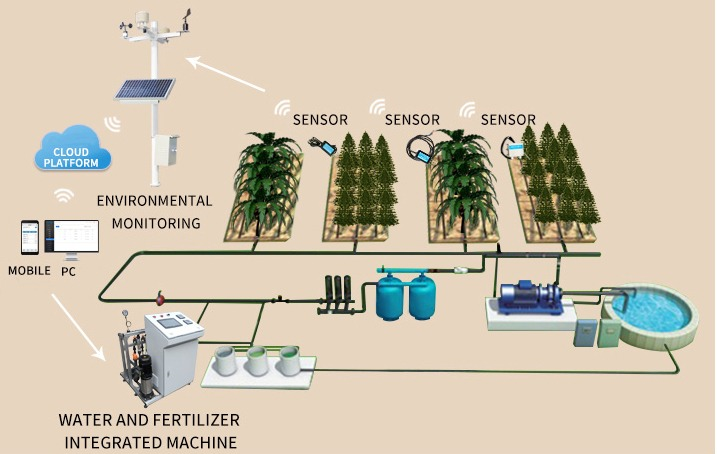 SENSOR
SENSOR
SENSOR
CLOUD
PLATFORM
ENVIRONMENTAL
MONITORING
MOBILE
PC
WATER AND FERTILIZER
INTEGRATED MACHINE